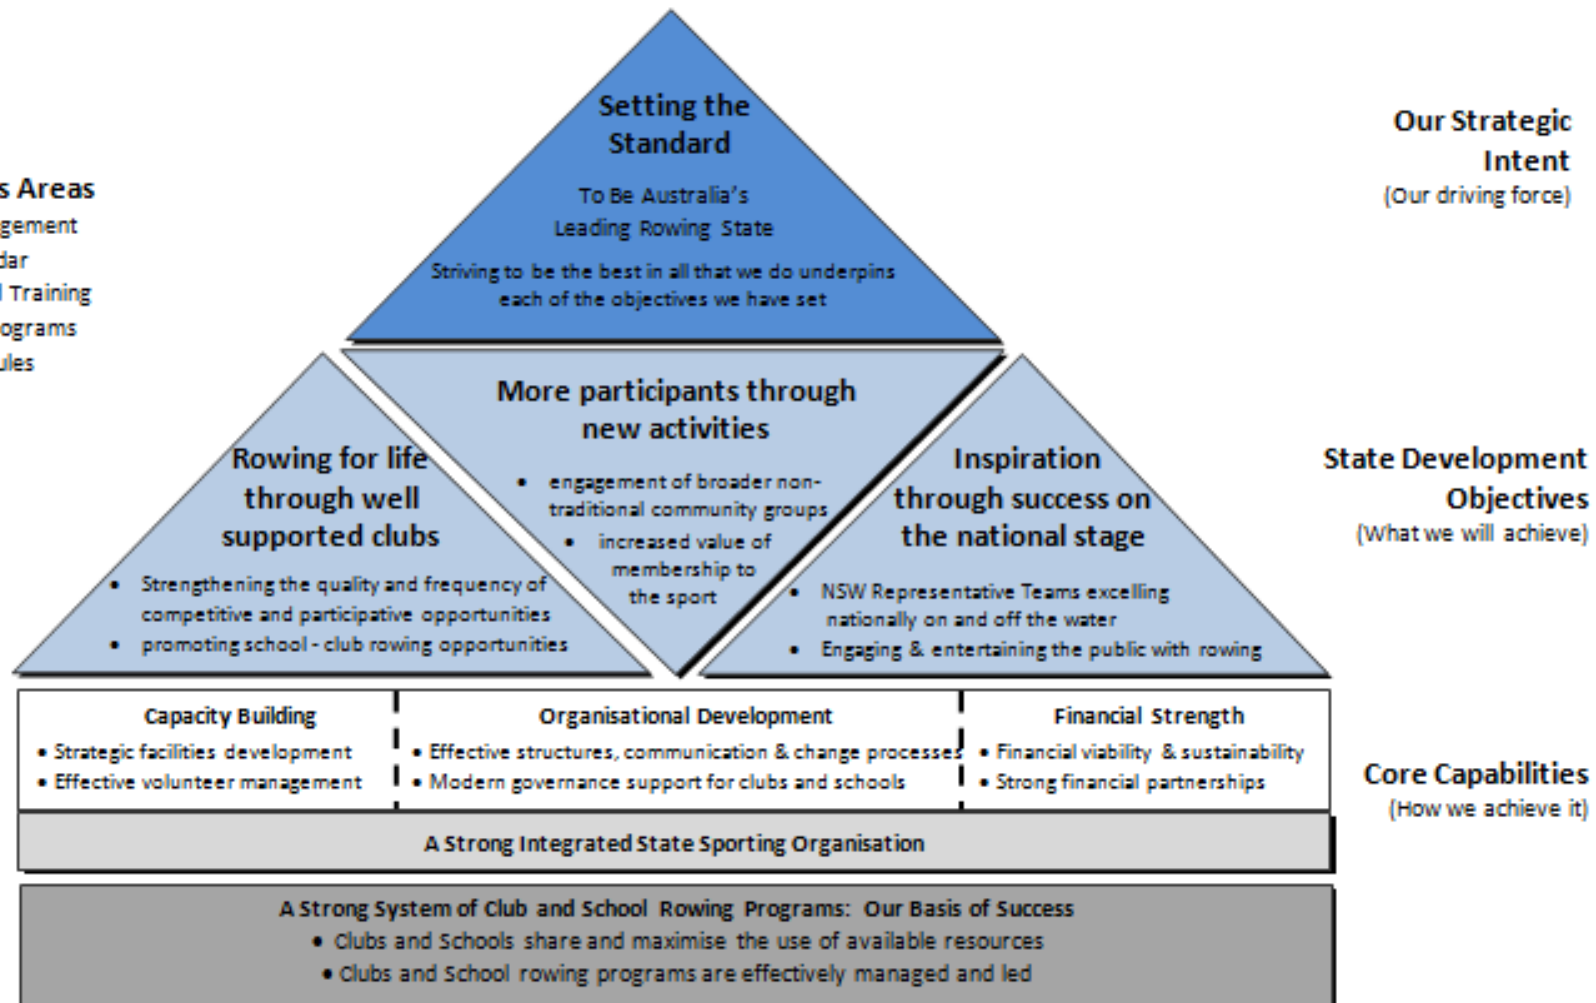 Setting the
Standard
To Be Australia's
Leading Rowing State
Striving to be the best in all that we do underpins
each of the objectives we have set
Our Strategic
Intent
(Our driving force)
Areas
Training
More participants through
new activities
• engagement of broader non-
traditional community groups
• increased value of
membership to
the sport
Rowing for life
through well
supported clubs
• Strengthening the quality and frequency of
competitive and participative opportunities
• promoting school - club rowing opportunities
Inspiration
through success on
the national stage
• NSW Representative Teams excelling
nationally on and off the water
• Engaging & entertaining the public with rowing
State Development
Objectives
(What we will achieve)
Capacity Building
• Strategic facilities development
• Effective volunteer management
Organisational Development
• Effective structures, communication & change processes
• Modern governance support for clubs and schools
Financial Strength
• Financial viability & sustainability
• Strong financial partnerships
Core Capabilities
(How we achieve it)
A Strong Integrated State Sporting Organisation
A Strong System of Club and School Rowing Programs: Our Basis of Success
• Clubs and Schools share and maximise the use of available resources
• Clubs and School rowing programs are effectively managed and led